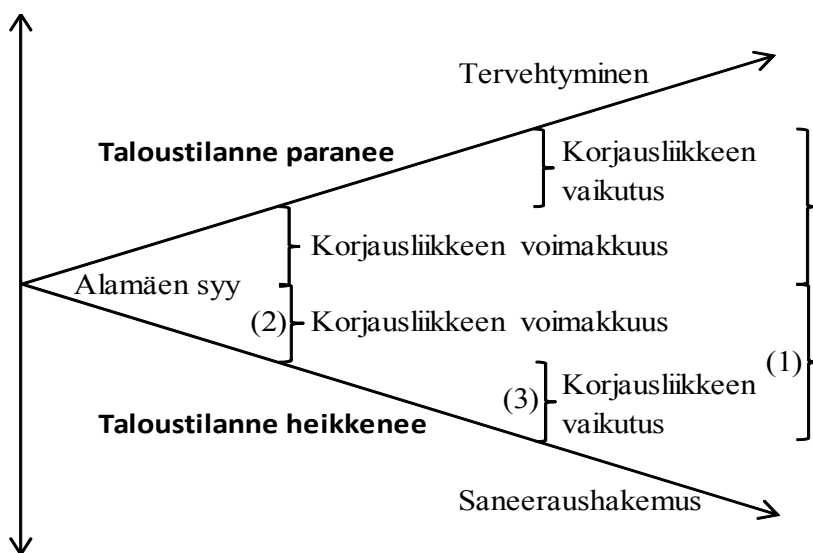 Tervehtyminen
Taloustilanne paranee
Korjausliikkeen
vaikutus
Korjausliikkeen voimakkuus
Alamäen syy
(2)
Korjausliikkeen voimakkuus
(1)
(3)
Korjausliikkeen
vaikutus
Taloustilanne heikkenee
Saneeraushakemus